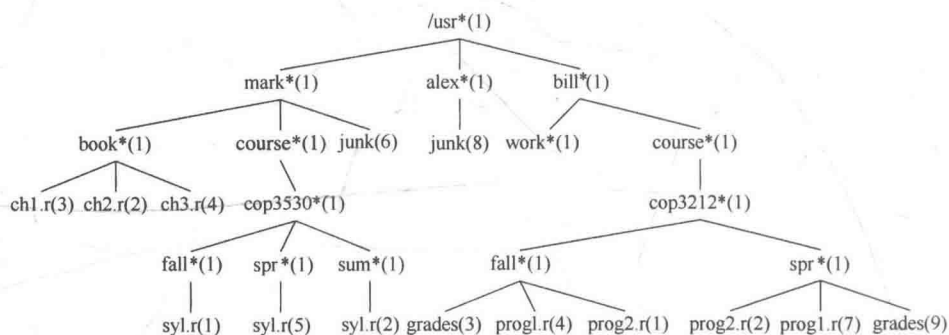 /usr*(1)
mark*(1) alex*(1) bill*(1)
book*(1) course*(1) junk(6) junk(8) work*(1) course*(1)
ch1.r(3) ch2.r(2) ch3.r(4) cop3530*(1) cop3212*(1)
fall*(1) spr*(1) sum*(1) fall*(1) spr*(1)
syl.r(1) syl.r(5) syl.r(2) grades(3) prog1.r(4) prog2.r(1) prog2.r(2) prog1.r(7) grades(9)